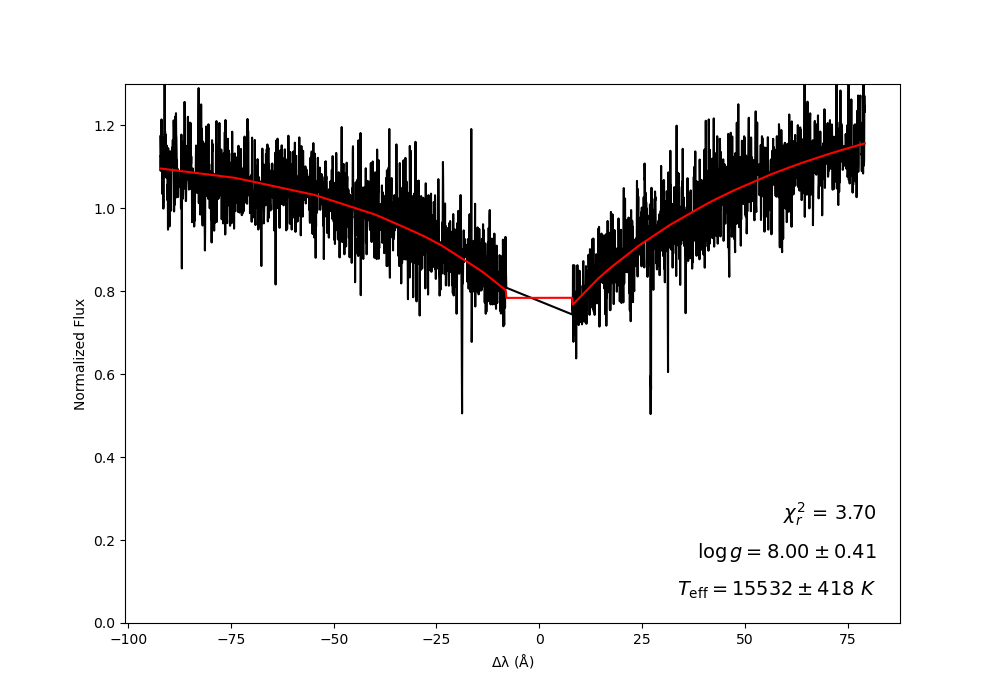 1.2
1.0
0.8
0.6
0.4
0.2
0.0
Normalized Flux
χ²ᵣ = 3.70
log g = 8.00 ± 0.41
T_eff = 15532 ± 418 K
−100 −75 −50 −25 0 25 50 75
Δλ (Å)